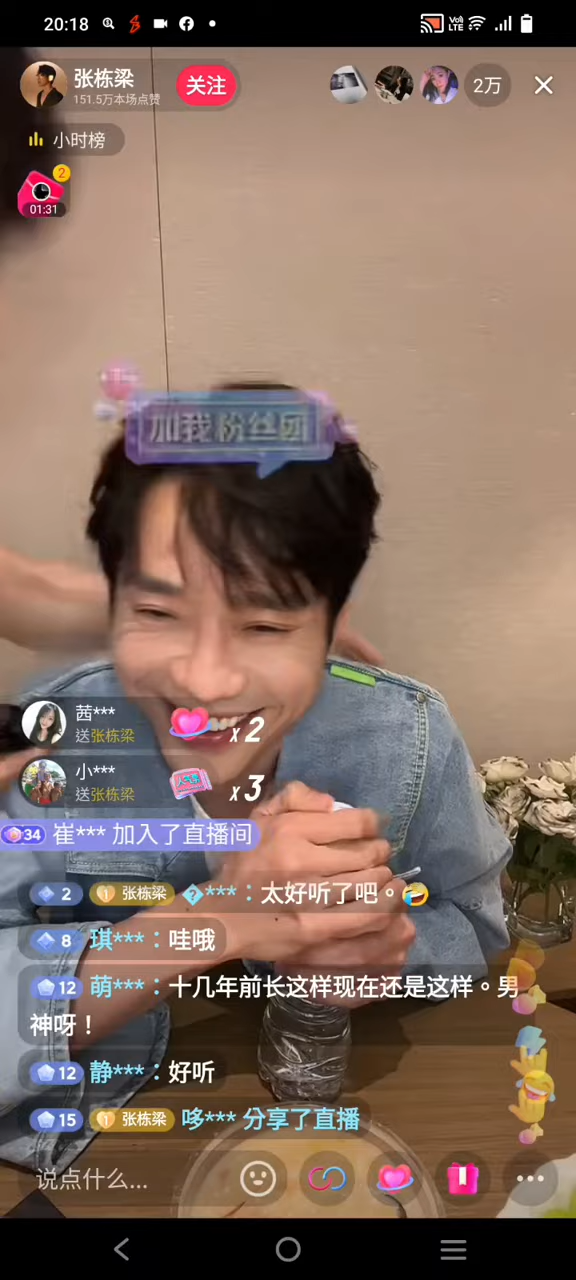 20:18
Vo))
LTE
张栋梁
151.5万本场点赞
关注
2万
小时榜
2
01:31
加我粉丝团
茜***
送张栋梁
x2
小***
送张栋梁
x3
34 崔*** 加入了直播间
2 1 张栋梁 �***：太好听了吧。🤣
8 琪***：哇哦
12 萌***：十几年前长这样现在还是这样。男
神呀！
12 静***：好听
15 1 张栋梁 哆*** 分享了直播
说点什么...